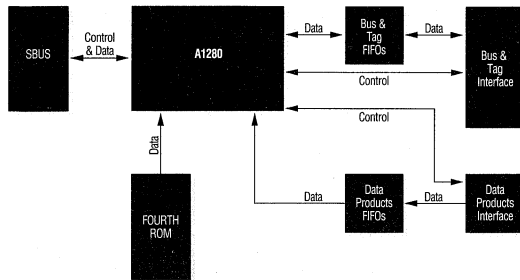 SBUS
Control
& Data
A1280
Data
Bus &
Tag
FIFOs
Data
Bus &
Tag
Interface
Control
Control
Data
FOURTH
ROM
Data
Data
Products
FIFOs
Data
Data
Products
Interface